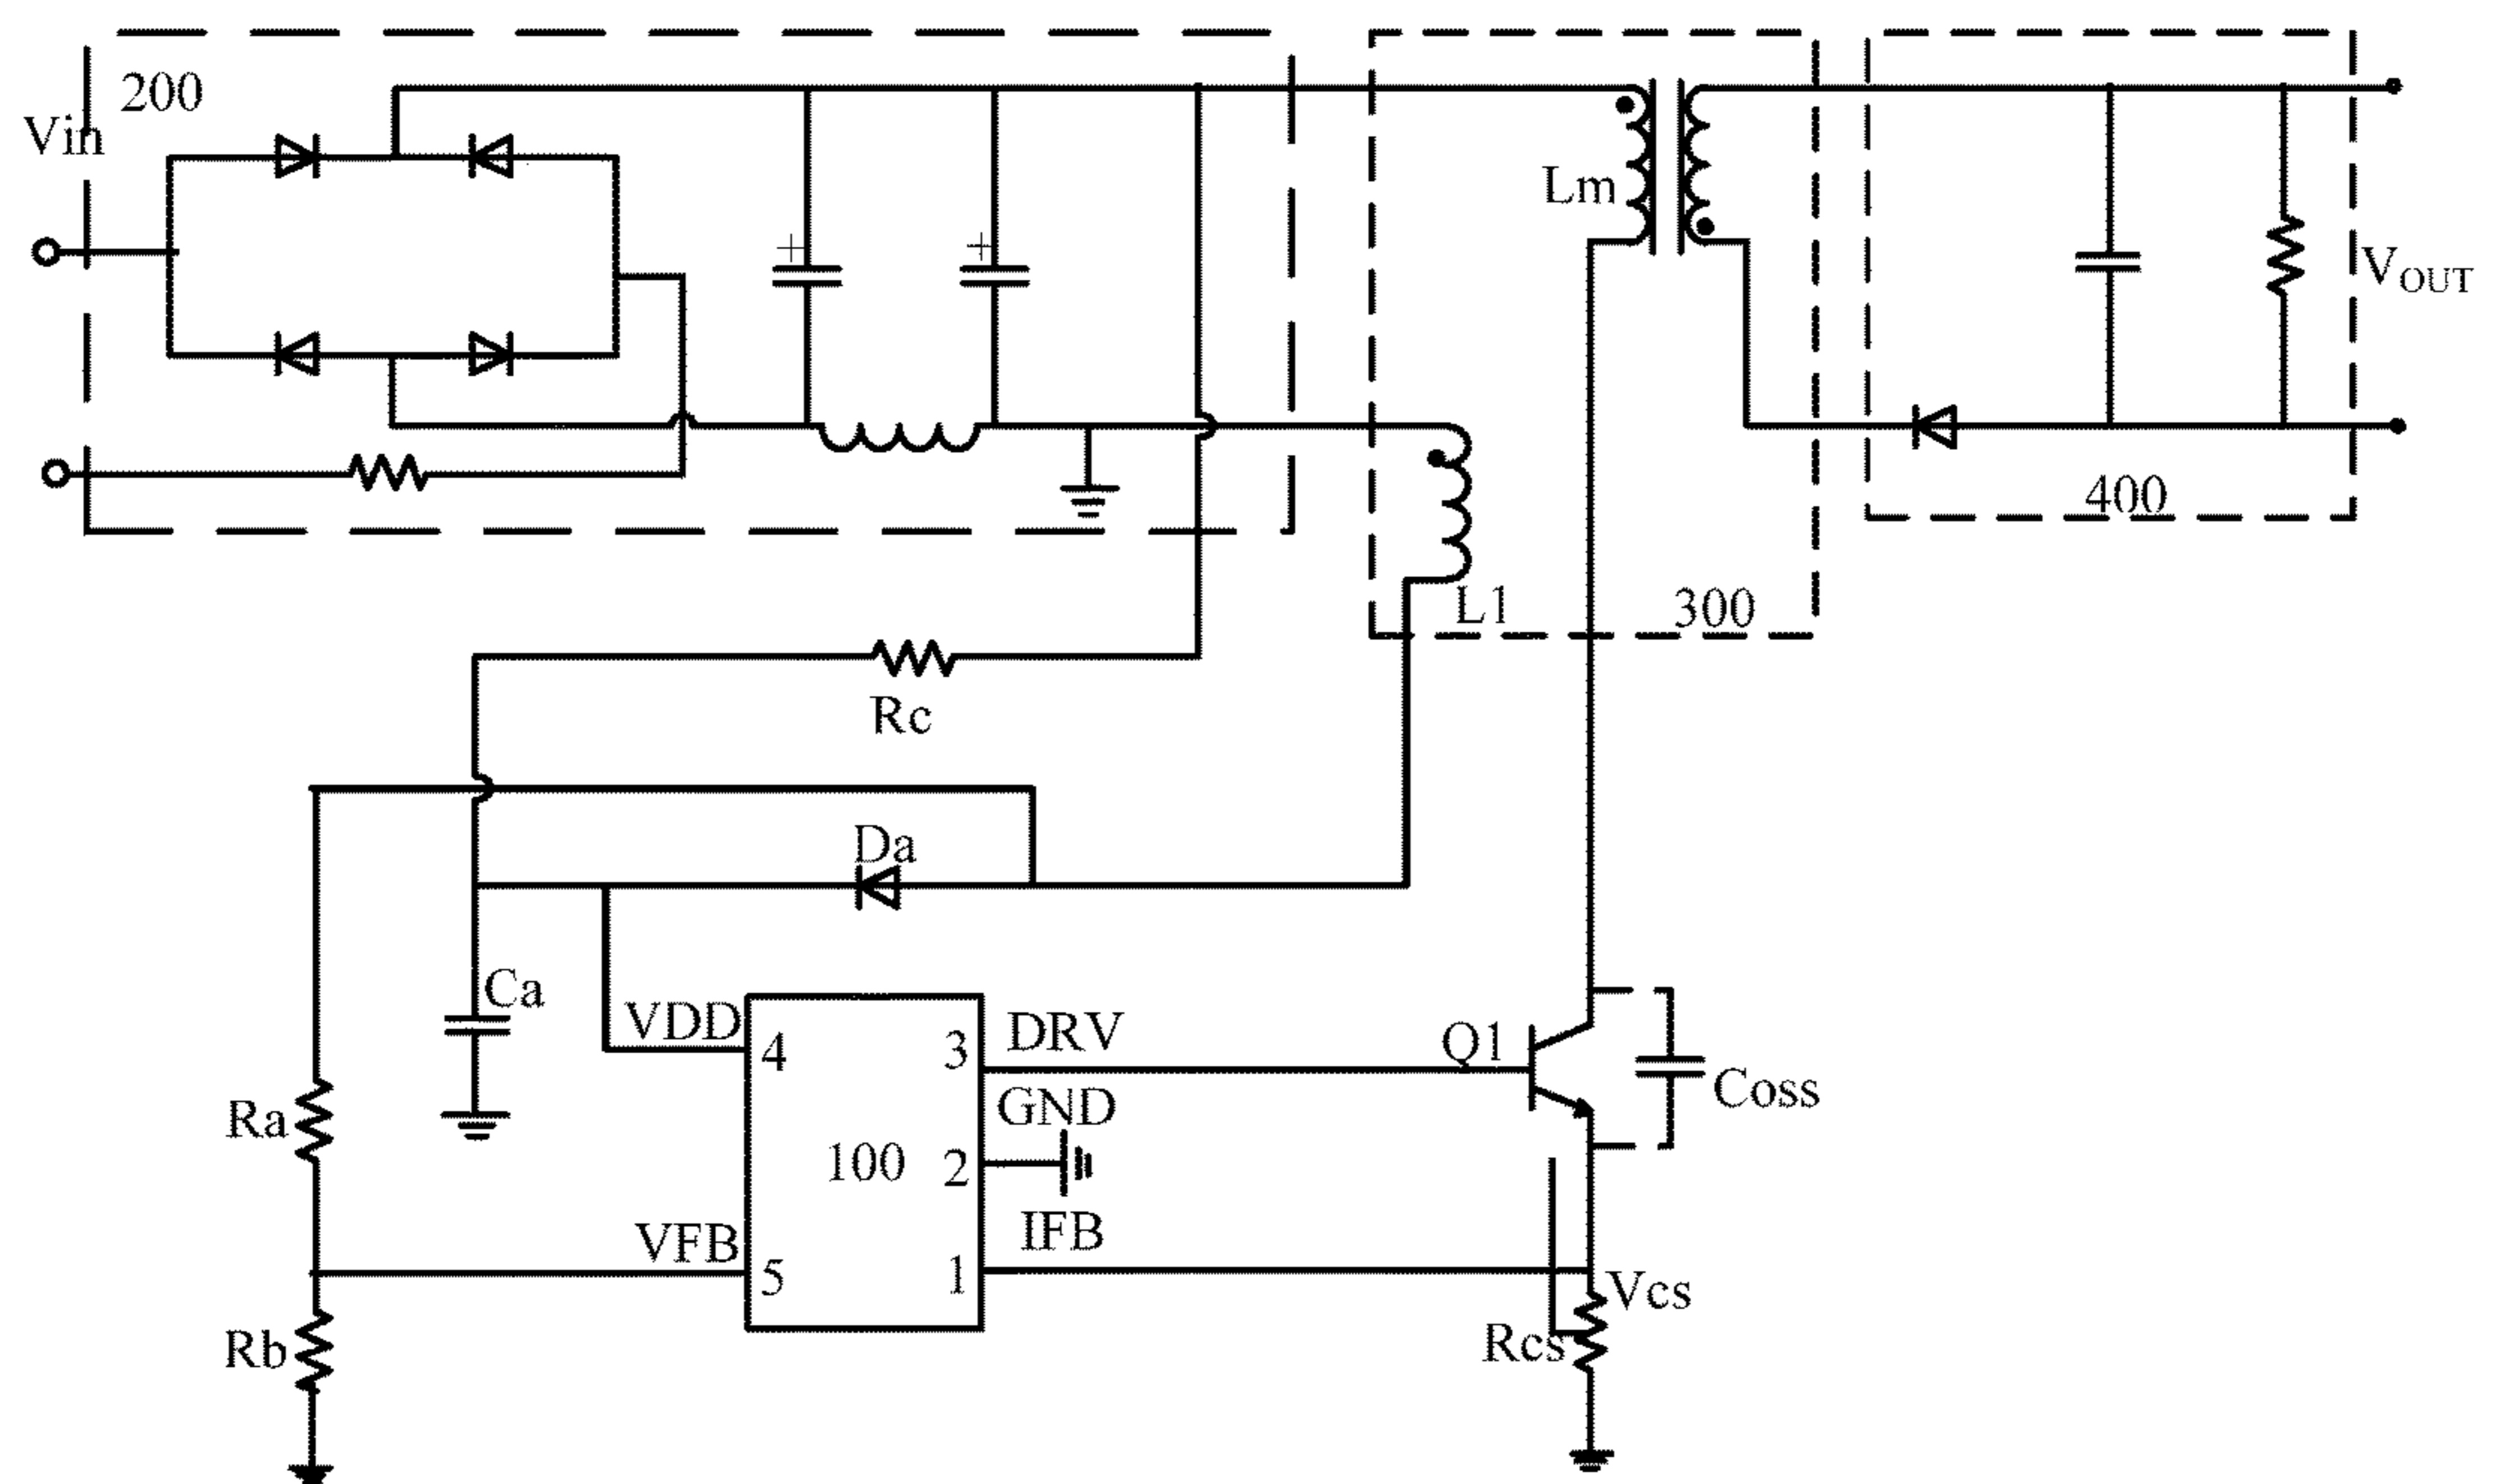 200
Vin
+
+
Lm
VOUT
400
L1
300
Rc
Da
Ca
VDD
4
3
DRV
Q1
GND
Coss
Ra
100
2
IFB
VFB
5
1
Vcs
Rb
Rcs